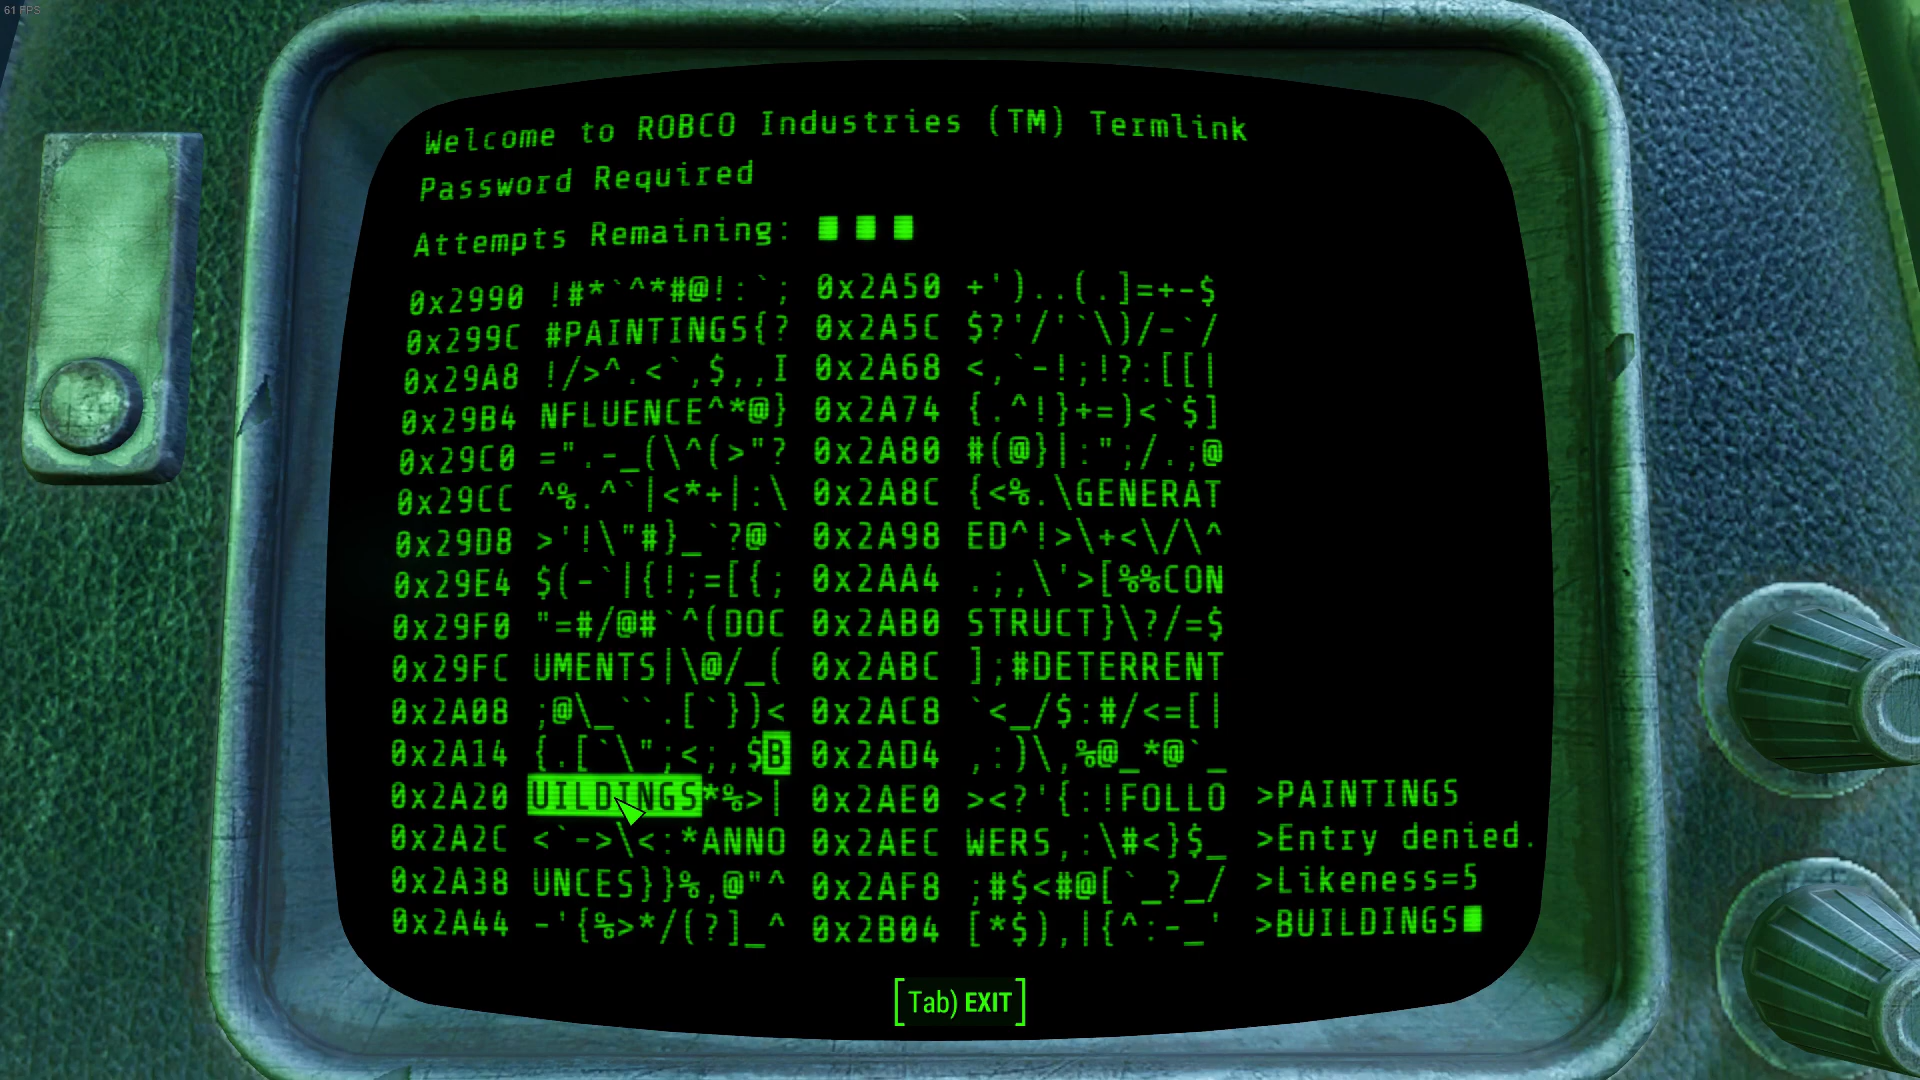 61 FPS
Welcome to ROBCO Industries (TM) Termlink
Password Required
Attempts Remaining:
0x2990 !#*`^*#@!:`; 0x2A50 +')..(.]=+-$
0x299C #PAINTINGS{? 0x2A5C $?'/'`\)/-`/
0x29A8 !/>^.<`,$,,I 0x2A68 <,`-!;!?:[[|
0x29B4 NFLUENCE^*@} 0x2A74 {.^!}+=)<`$]
0x29C0 =".-_(\^(>"? 0x2A80 #(@}|:";/.;@
0x29CC ^%.^`|<*+|:\ 0x2A8C {<%.\GENERAT
0x29D8 >'!\"#}_`?@` 0x2A98 ED^!>\+<\/\^
0x29E4 $(-`|{!;=[{; 0x2AA4 .;,\'>[%%CON
0x29F0 "=#/@#`^(DOC 0x2AB0 STRUCT}\?/=$
0x29FC UMENTS|\@/_( 0x2ABC ];#DETERRENT
0x2A08 ;@\_``.[`})< 0x2AC8 `<_/$:#/<=[|
0x2A14 {.[`\";<;,$B 0x2AD4 ,:)\,%@_*@`_
0x2A20 UILDINGS*%>| 0x2AE0 ><?'{:!FOLLO >PAINTINGS
0x2A2C <`->\<:*ANNO 0x2AEC WERS,:\#<}$_ >Entry denied.
0x2A38 UNCES}}%,@"^ 0x2AF8 ;#$<#@[`_?_/ >Likeness=5
0x2A44 -'{%>*/(?]_^ 0x2B04 [*$),|{^:-_' >BUILDINGS
[Tab) EXIT]